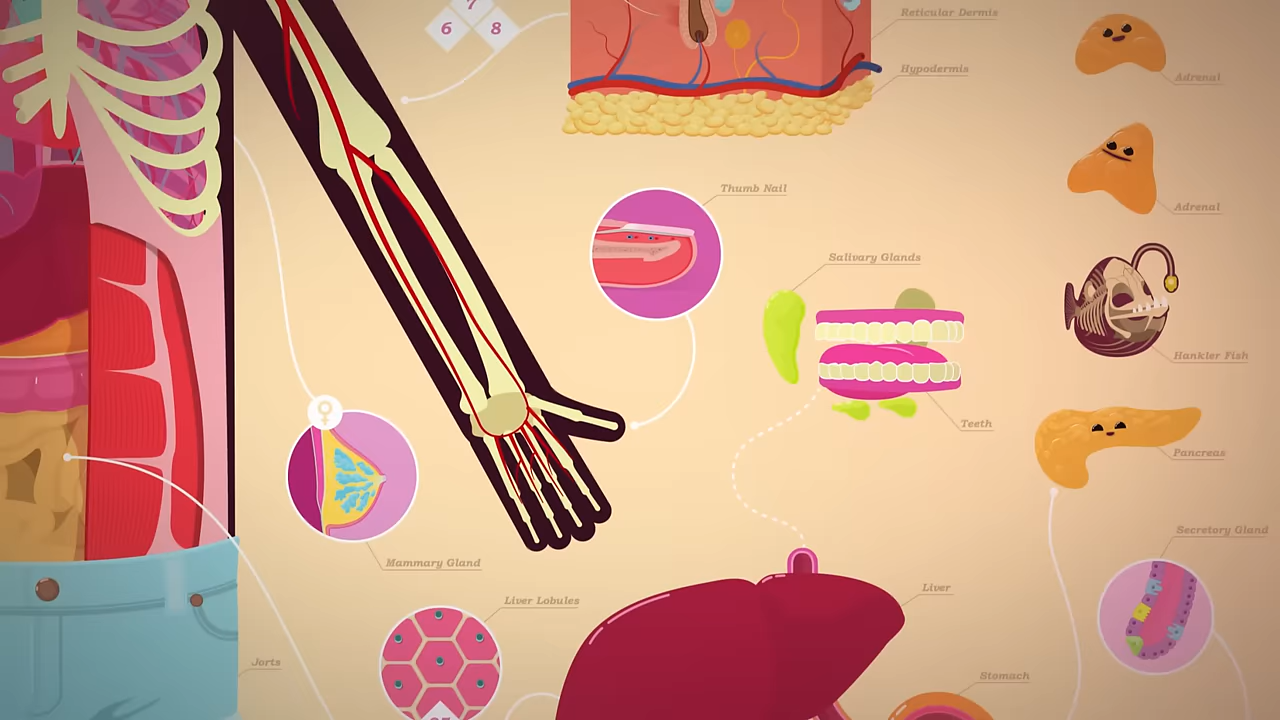 7
6
8
Reticular Dermis
Hypodermis
Adrenal
Thumb Nail
Adrenal
Salivary Glands
Hankler Fish
Teeth
Pancreas
Secretory Gland
Mammary Gland
Liver Lobules
Liver
Jorts
Stomach